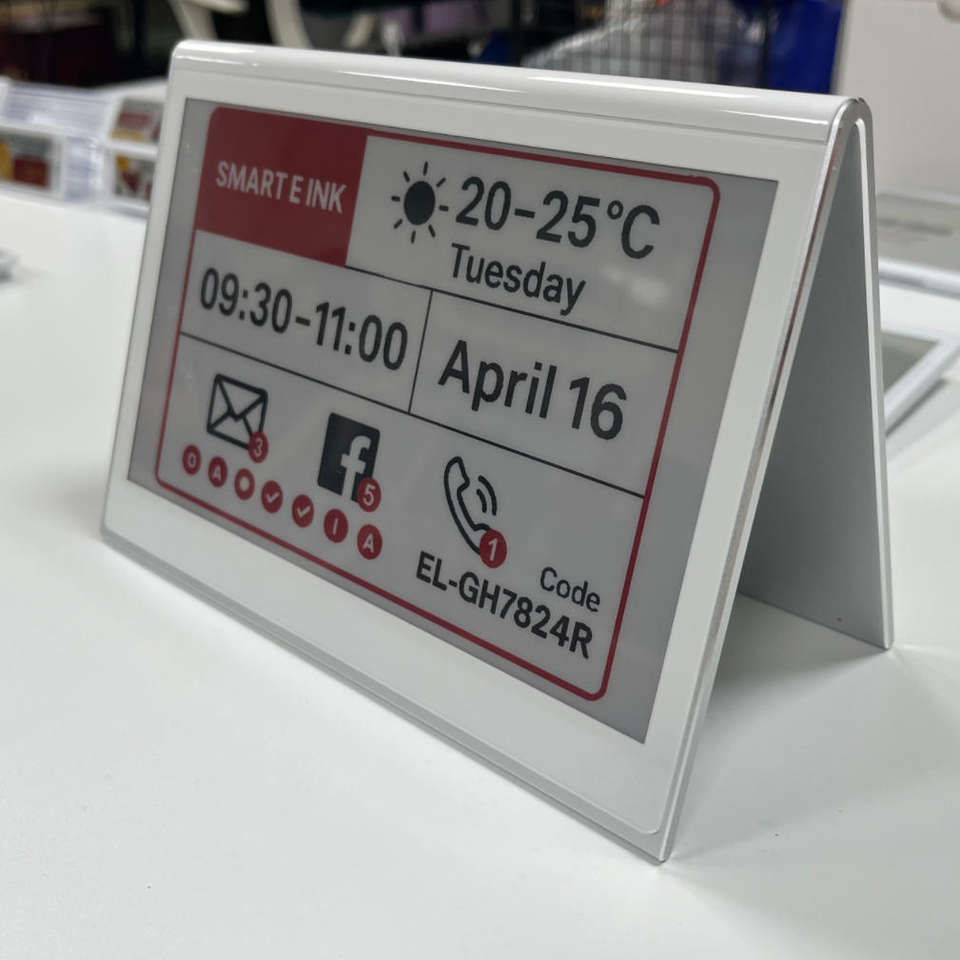 SMART E INK
20-25°C
Tuesday
09:30-11:00
April 16
3
f
5
1
O A O ✓ ✓ I A
Code
EL-GH7824R